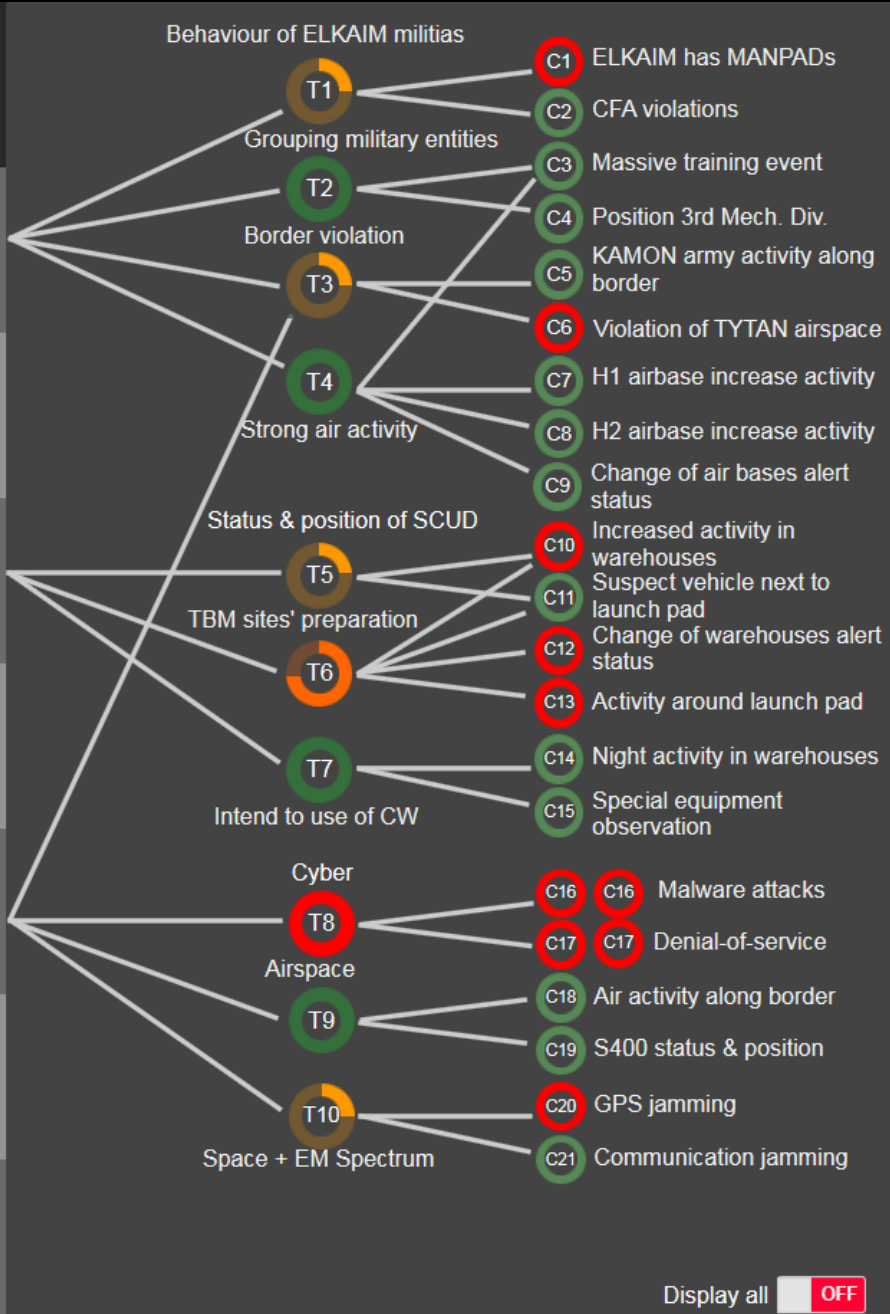 Behaviour of ELKAIM militias
T1
C1
ELKAIM has MANPADs
C2
CFA violations
Grouping military entities
T2
C3
Massive training event
C4
Position 3rd Mech. Div.
Border violation
T3
C5
KAMON army activity along
border
C6
Violation of TYTAN airspace
T4
C7
H1 airbase increase activity
C8
H2 airbase increase activity
Strong air activity
C9
Change of air bases alert
status
Status & position of SCUD
T5
C10
Increased activity in
warehouses
C11
Suspect vehicle next to
launch pad
TBM sites' preparation
T6
C12
Change of warehouses alert
status
C13
Activity around launch pad
T7
C14
Night activity in warehouses
C15
Special equipment
observation
Intend to use of CW
Cyber
T8
C16
C16
Malware attacks
C17
C17
Denial-of-service
Airspace
T9
C18
Air activity along border
C19
S400 status & position
T10
C20
GPS jamming
C21
Communication jamming
Space + EM Spectrum
Display all
OFF